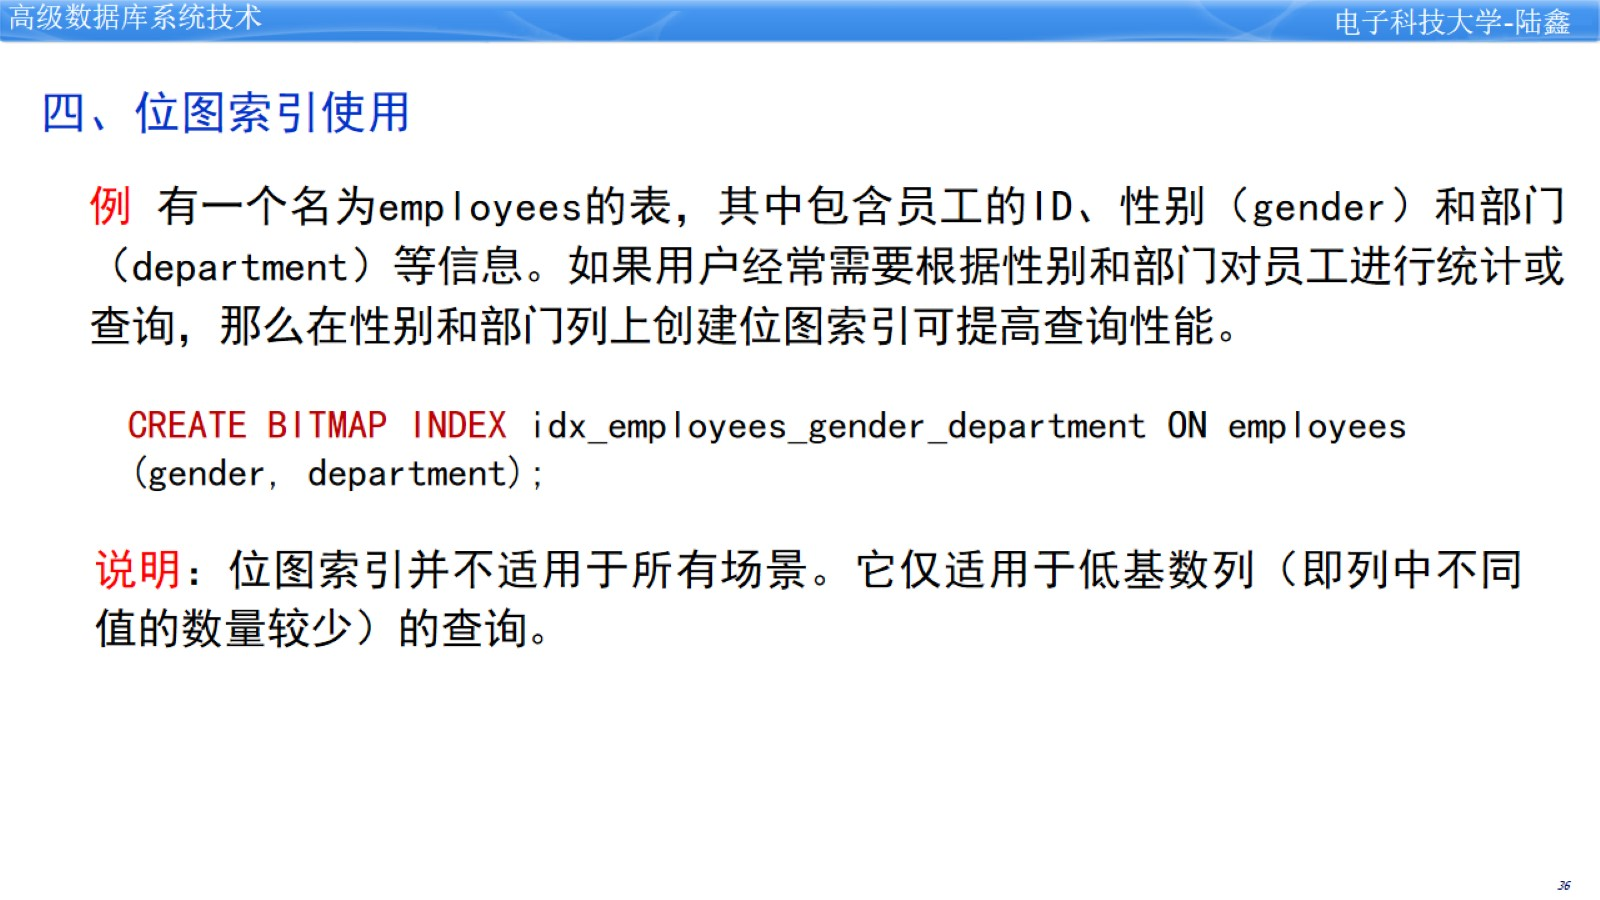 高级数据库系统技术
电子科技大学-陆鑫
四、位图索引使用
例 有一个名为employees的表，其中包含员工的ID、性别（gender）和部门
（department）等信息。如果用户经常需要根据性别和部门对员工进行统计或
查询，那么在性别和部门列上创建位图索引可提高查询性能。
CREATE BITMAP INDEX idx_employees_gender_department ON employees
(gender, department);
说明：位图索引并不适用于所有场景。它仅适用于低基数列（即列中不同
值的数量较少）的查询。
36